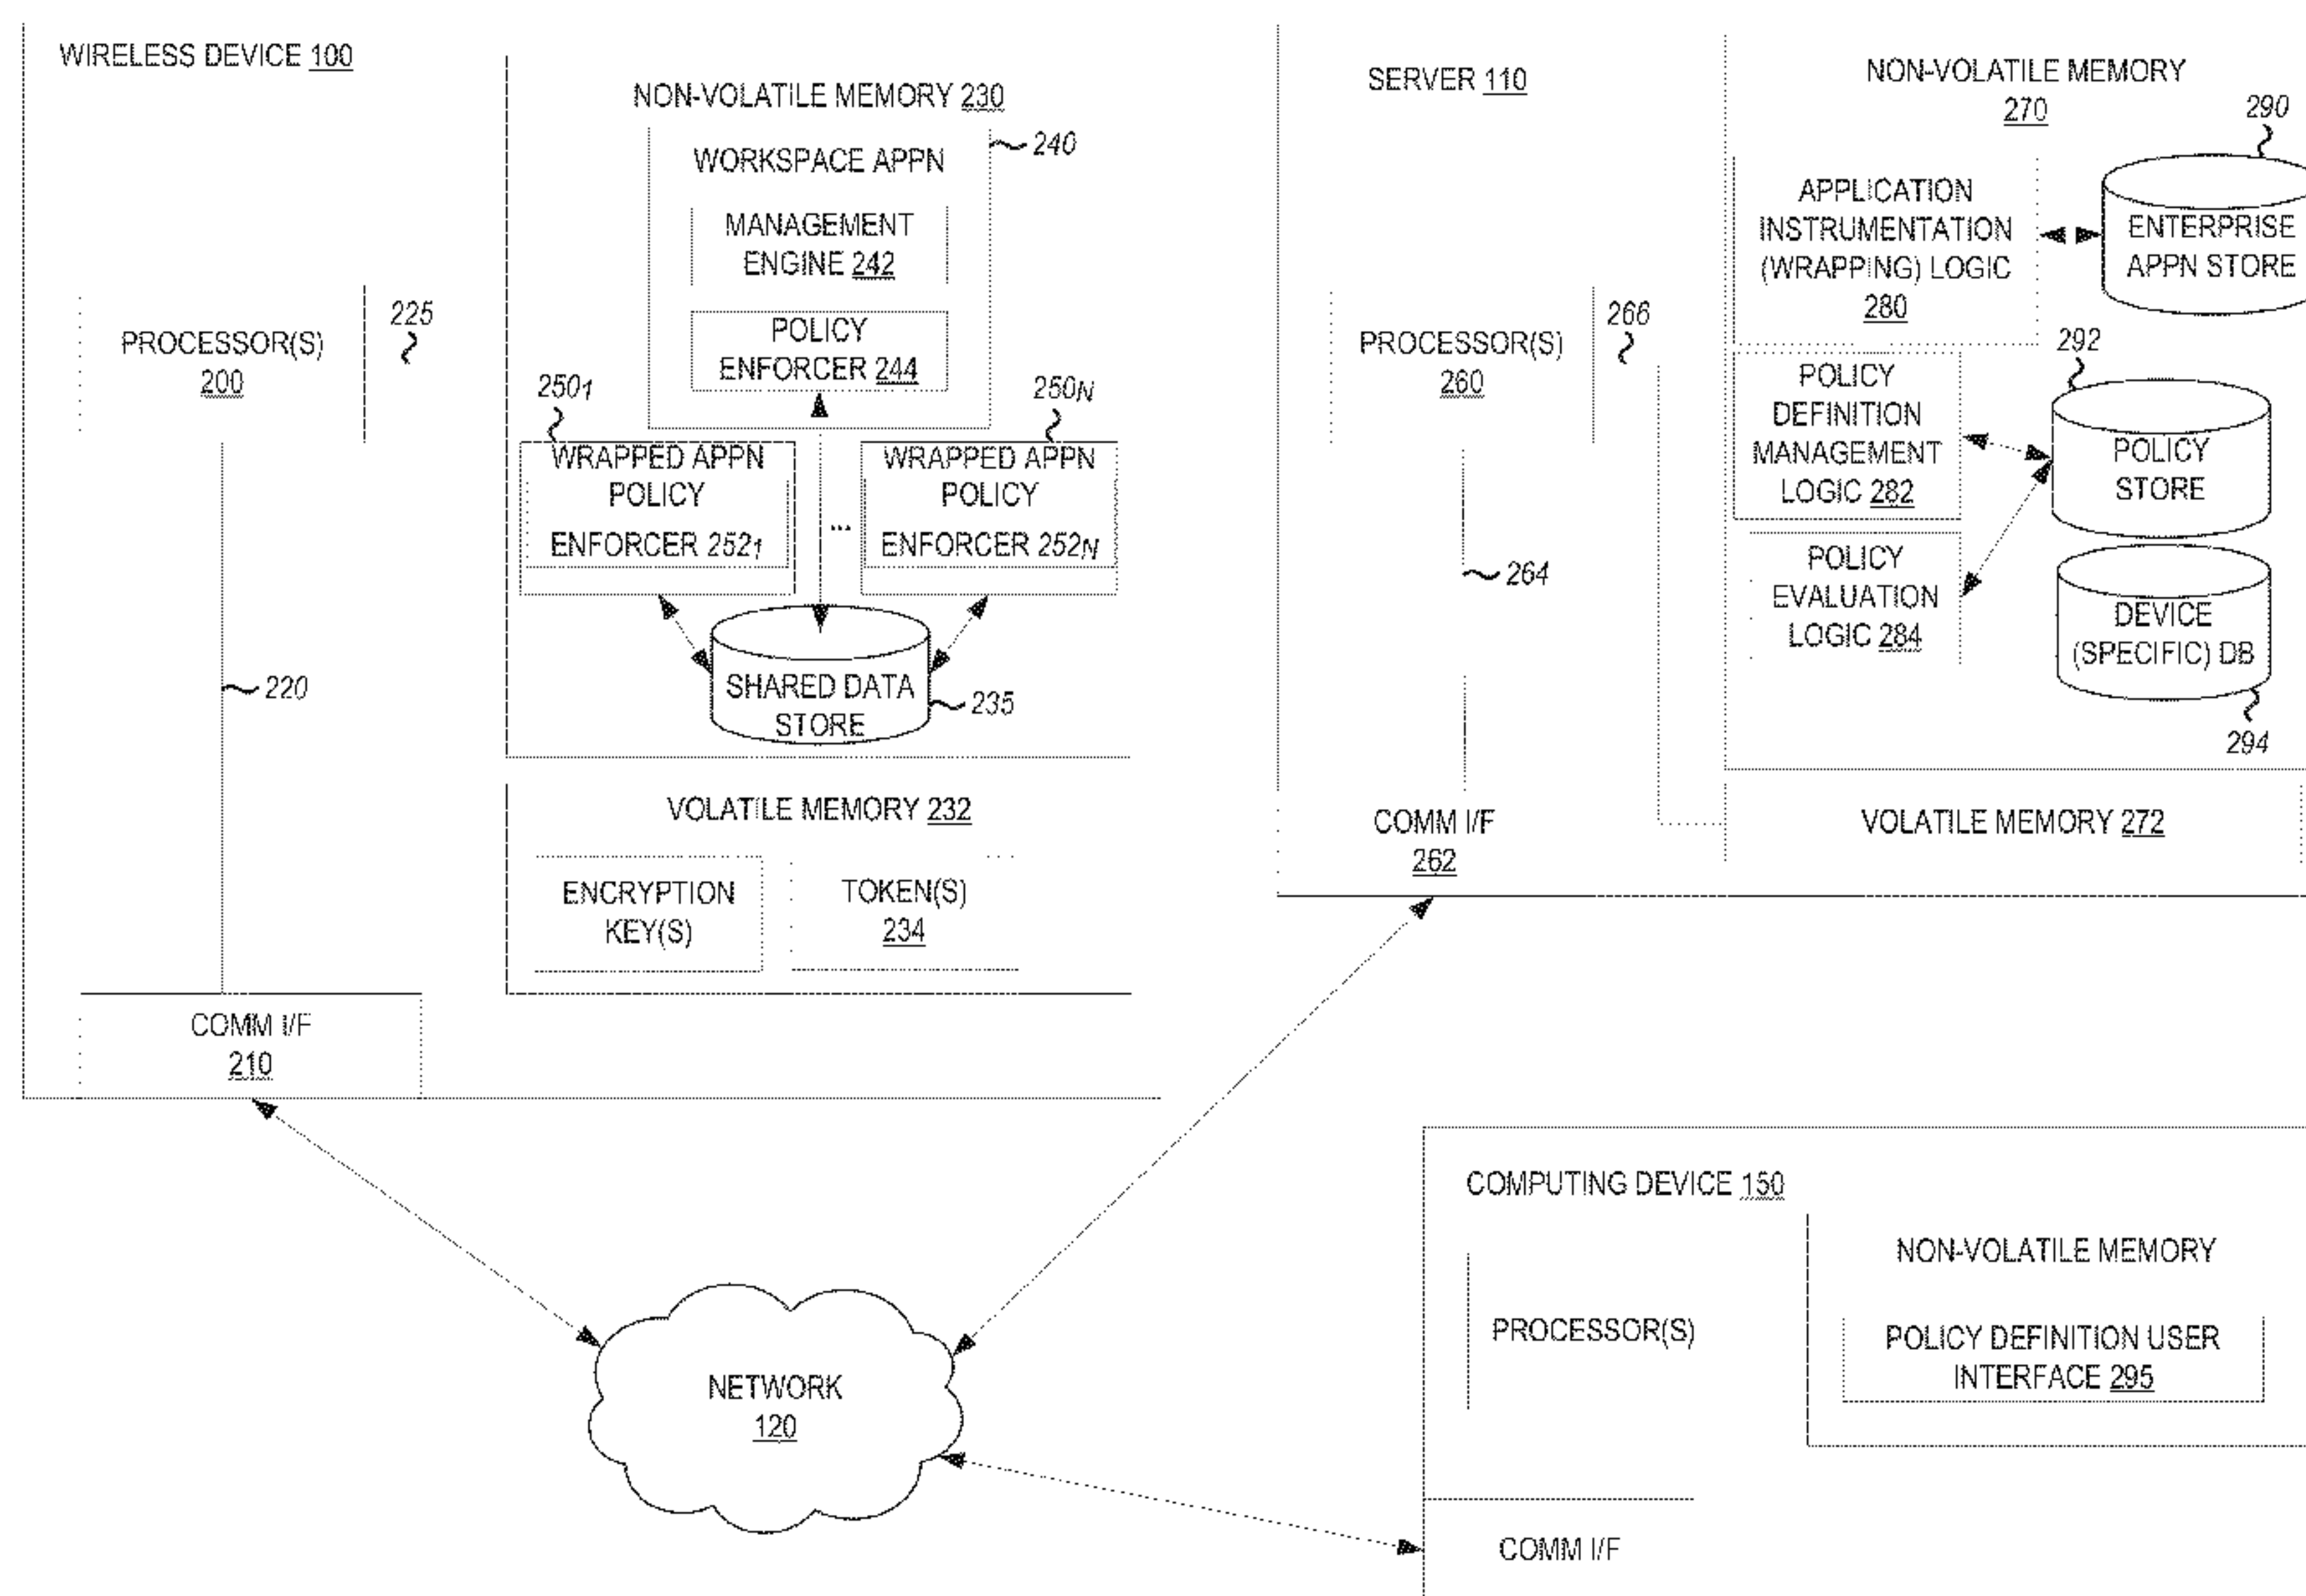 WIRELESS DEVICE 100
PROCESSOR(S)
200
225
220
COMM I/F
210
NON-VOLATILE MEMORY 230
WORKSPACE APPN
240
MANAGEMENT
ENGINE 242
POLICY
ENFORCER 244
250₁
WRAPPED APPN
POLICY
ENFORCER 252₁
...
250N
WRAPPED APPN
POLICY
ENFORCER 252N
SHARED DATA
STORE
235
VOLATILE MEMORY 232
ENCRYPTION
KEY(S)
TOKEN(S)
234
SERVER 110
PROCESSOR(S)
260
266
264
COMM I/F
262
NON-VOLATILE MEMORY
270
APPLICATION
INSTRUMENTATION
(WRAPPING) LOGIC
280
290
ENTERPRISE
APPN STORE
POLICY
DEFINITION
MANAGEMENT
LOGIC 282
292
POLICY
STORE
POLICY
EVALUATION
LOGIC 284
DEVICE
(SPECIFIC) DB
294
VOLATILE MEMORY 272
NETWORK
120
COMPUTING DEVICE 150
PROCESSOR(S)
NON-VOLATILE MEMORY
POLICY DEFINITION USER
INTERFACE 295
COMM I/F